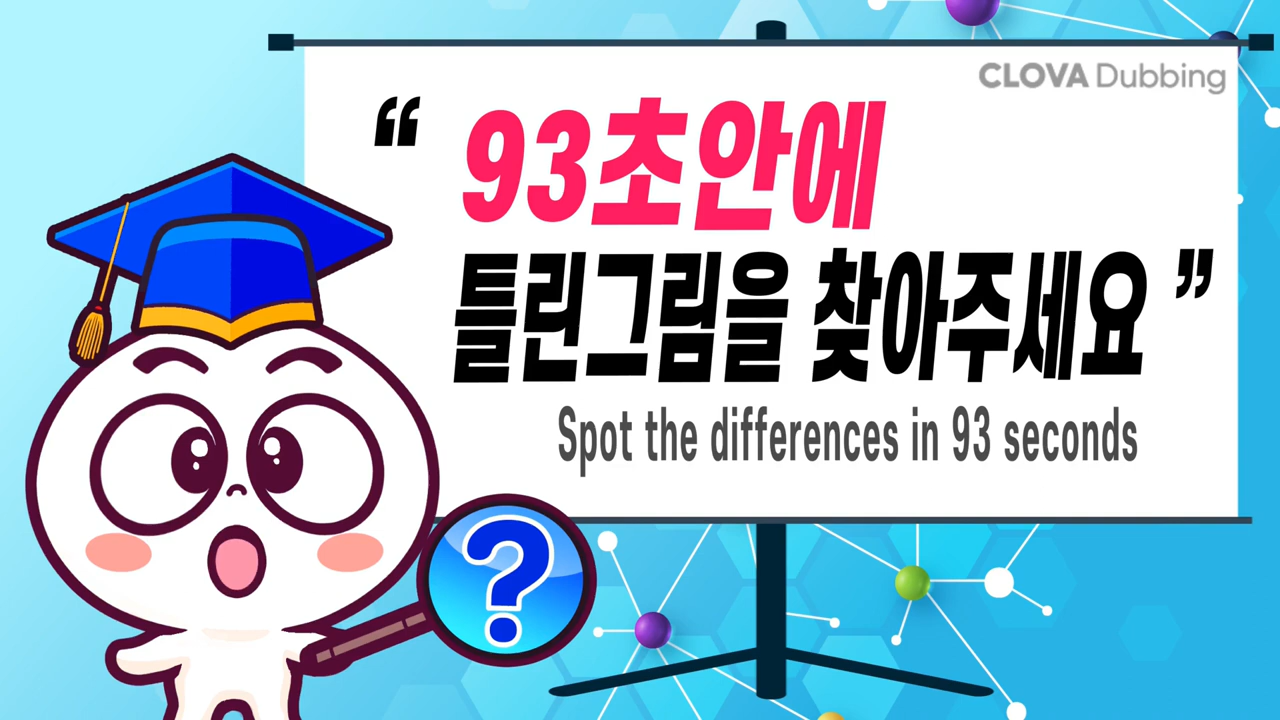 CLOVA Dubbing
“ 93초안에
틀린그림을 찾아주세요 ”
Spot the differences in 93 seconds
?